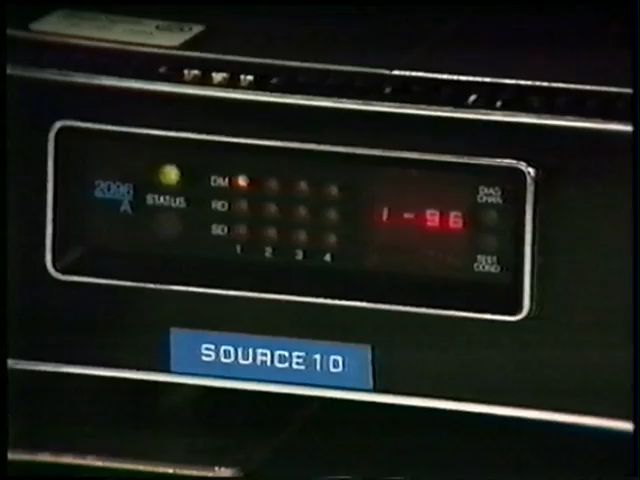 2096
A
STATUS
DM
RD
SD
1 2 3 4
1-96
DIAG
CHAN
TEST
COND
SOURCE 10